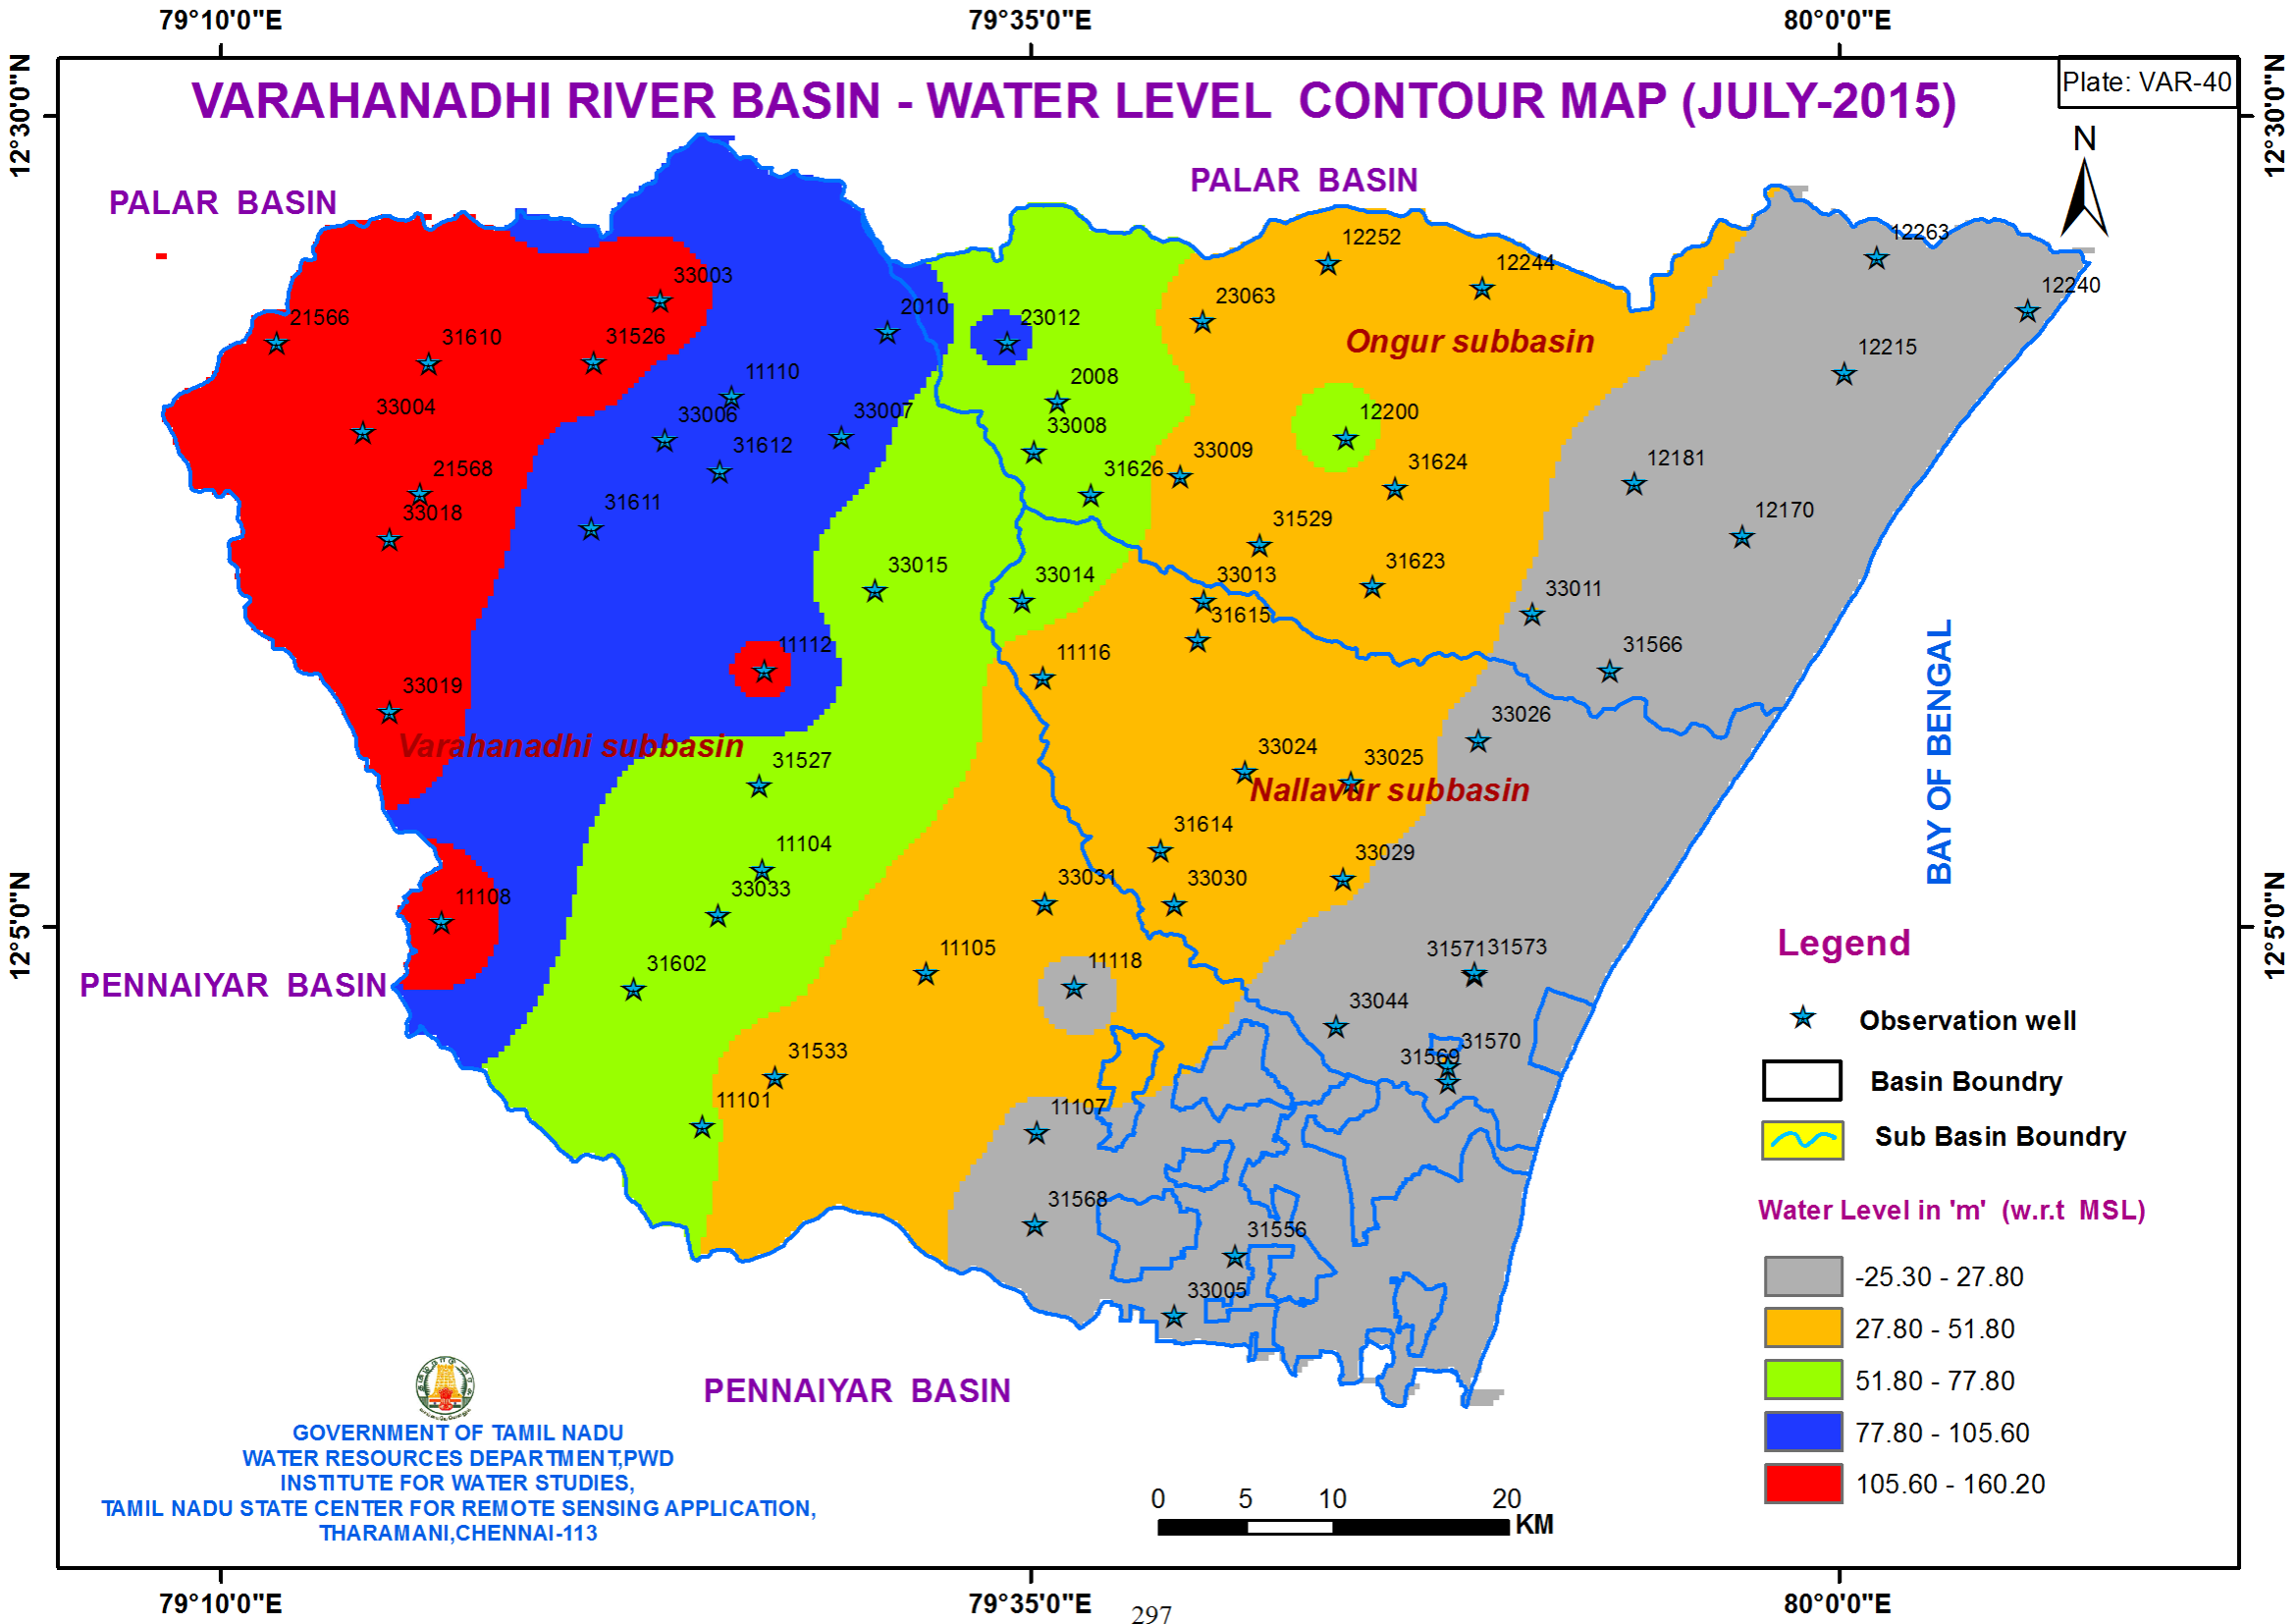 79°10'0"E 79°35'0"E 80°0'0"E
12°30'0"N
12°30'0"N
Plate: VAR-40
VARAHANADHI RIVER BASIN - WATER LEVEL CONTOUR MAP (JULY-2015)
N
PALAR BASIN
PALAR BASIN
12252
12263
12244
33003
12240
23063
2010
23012
21566
31610
31526
Ongur subbasin
12215
11110
2008
33004
33006
33007
33008
12200
31612
21568
31626
33009
31624
12181
33018
31611
31529
12170
33015
33014
33013
31623
33011
31615
11112
11116
31566
33019
33026
Varahanadhi subbasin
31527
33024
33025
Nallavur subbasin
BAY OF BENGAL
31614
11104
33029
33033
33031
33030
11108
12°5'0"N
12°5'0"N
31602
11105
11118
31571 31573
PENNAIYAR BASIN
33044
31533
31570
31569
11101
11107
31568
31556
33005
Legend
Observation well
Basin Boundry
Sub Basin Boundry
Water Level in 'm' (w.r.t MSL)
-25.30 - 27.80
27.80 - 51.80
51.80 - 77.80
77.80 - 105.60
105.60 - 160.20
PENNAIYAR BASIN
GOVERNMENT OF TAMIL NADU
WATER RESOURCES DEPARTMENT,PWD
INSTITUTE FOR WATER STUDIES,
TAMIL NADU STATE CENTER FOR REMOTE SENSING APPLICATION,
THARAMANI,CHENNAI-113
0 5 10 20
KM
79°10'0"E 79°35'0"E 80°0'0"E
297